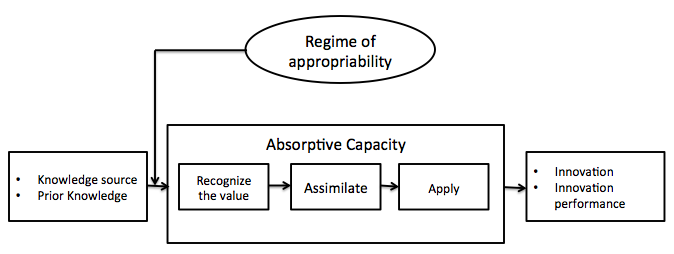 Regime of
appropriability
Absorptive Capacity
• Knowledge source
• Prior Knowledge
Recognize
the value
Assimilate
Apply
• Innovation
• Innovation
performance